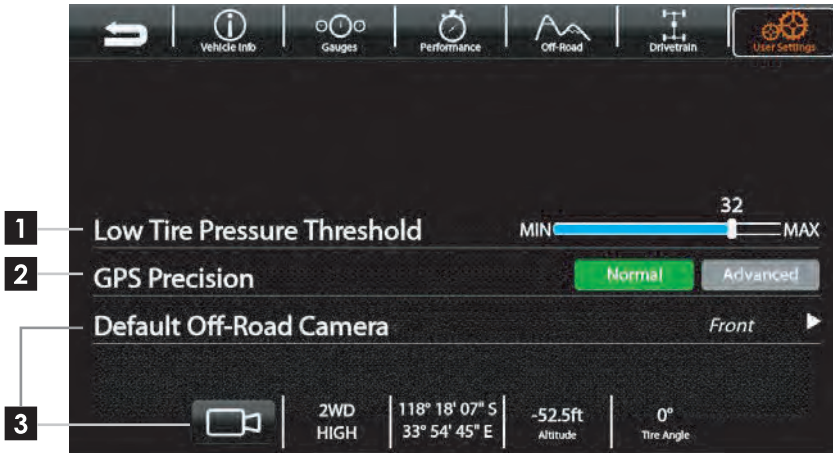 Vehicle Info Gauges Performance Off-Road Drivetrain User Settings
32
1 Low Tire Pressure Threshold MIN MAX
2 GPS Precision Normal Advanced
Default Off-Road Camera Front
3
2WD
HIGH
118° 18' 07" S
33° 54' 45" E
-52.5ft
Altitude
0°
Tire Angle